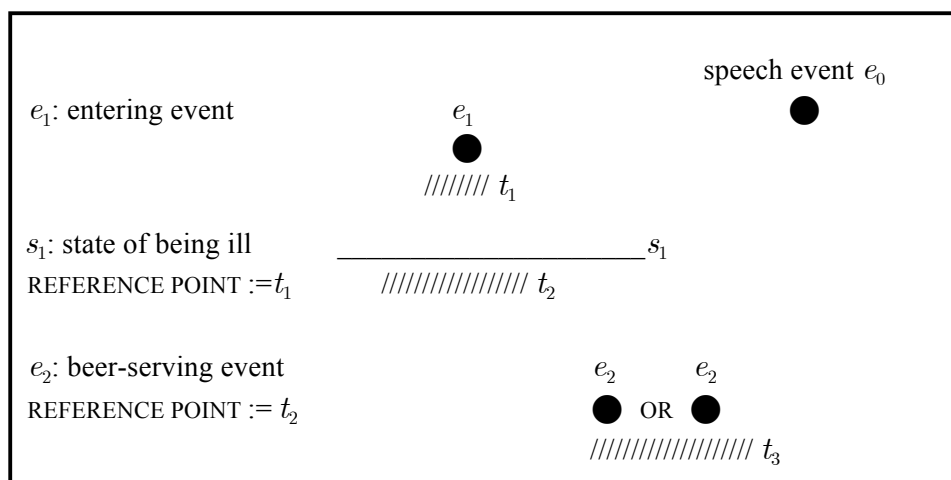 speech event e₀
e₁: entering event e₁
//////// t₁
s₁: state of being ill s₁
REFERENCE POINT :=t₁ ////////////////// t₂
e₂: beer-serving event e₂ e₂
REFERENCE POINT := t₂ OR
//////////////////// t₃